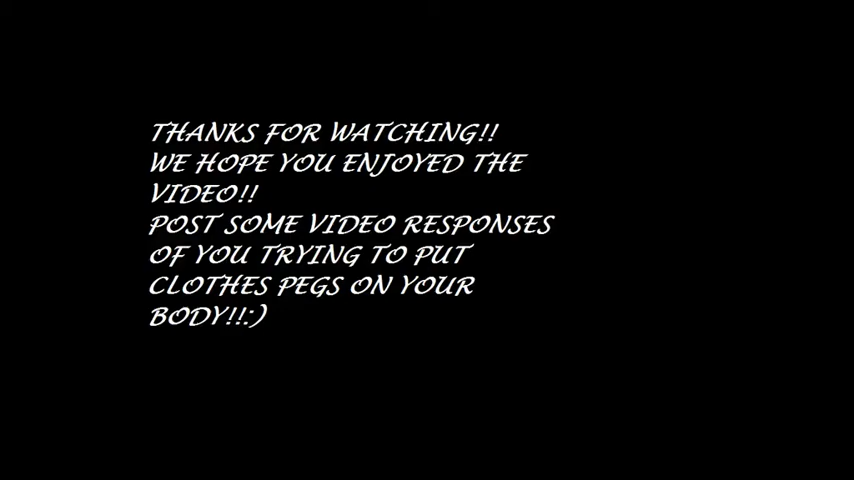 THANKS FOR WATCHING!!
WE HOPE YOU ENJOYED THE
VIDEO!!
POST SOME VIDEO RESPONSES
OF YOU TRYING TO PUT
CLOTHES PEGS ON YOUR
BODY!!:)